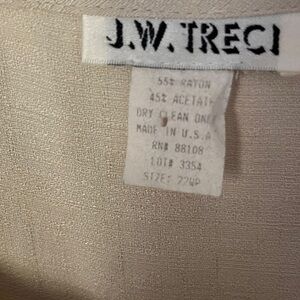 J.W. TRECI
55% RAYON
45% ACETATE
DRY CLEAN ONLY
MADE IN U.S.A
RN# 88108
LOT# 3354
SIZE: 22WP